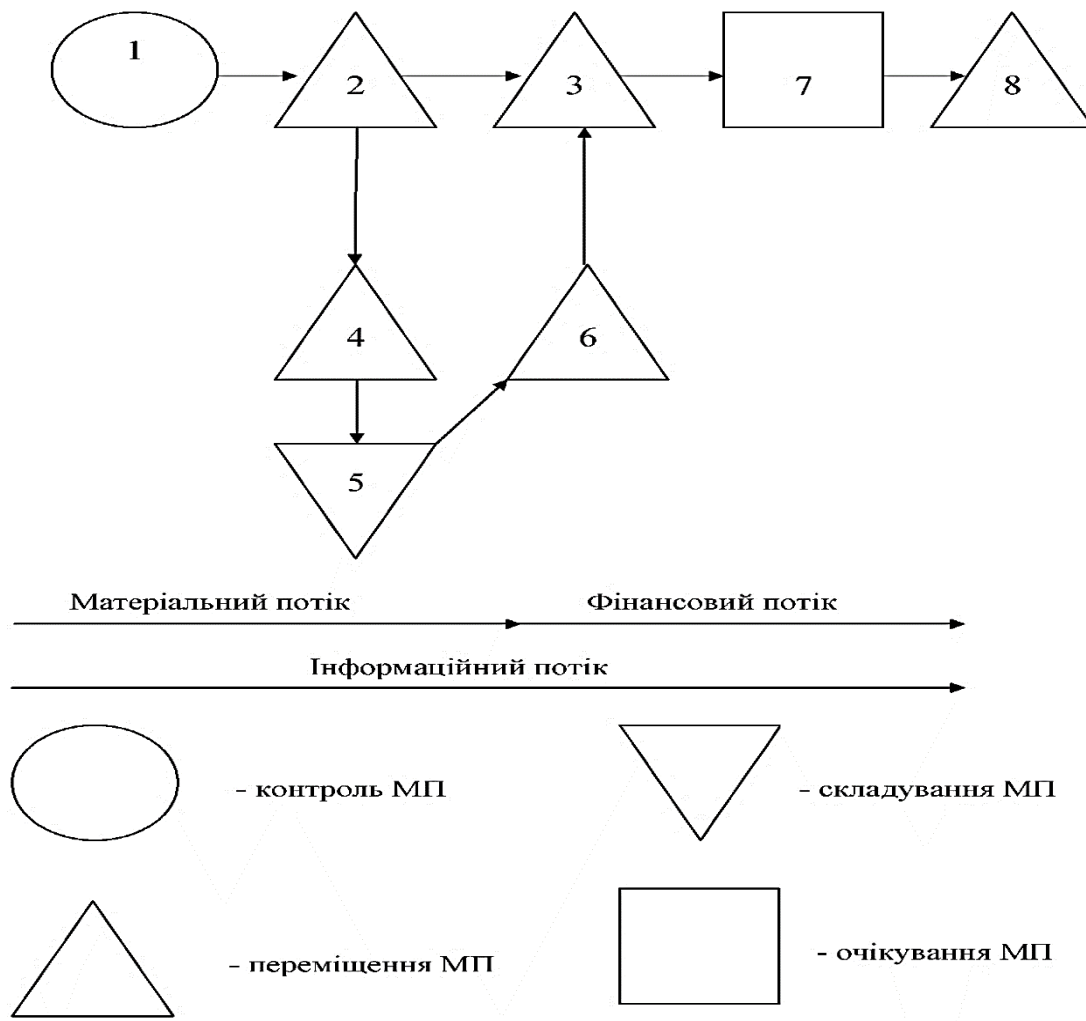 1
2
3
7
8
4
6
5
Матеріальний потік
Фінансовий потік
Інформаційний потік
- контроль МП
- складування МП
- переміщення МП
- очікування МП